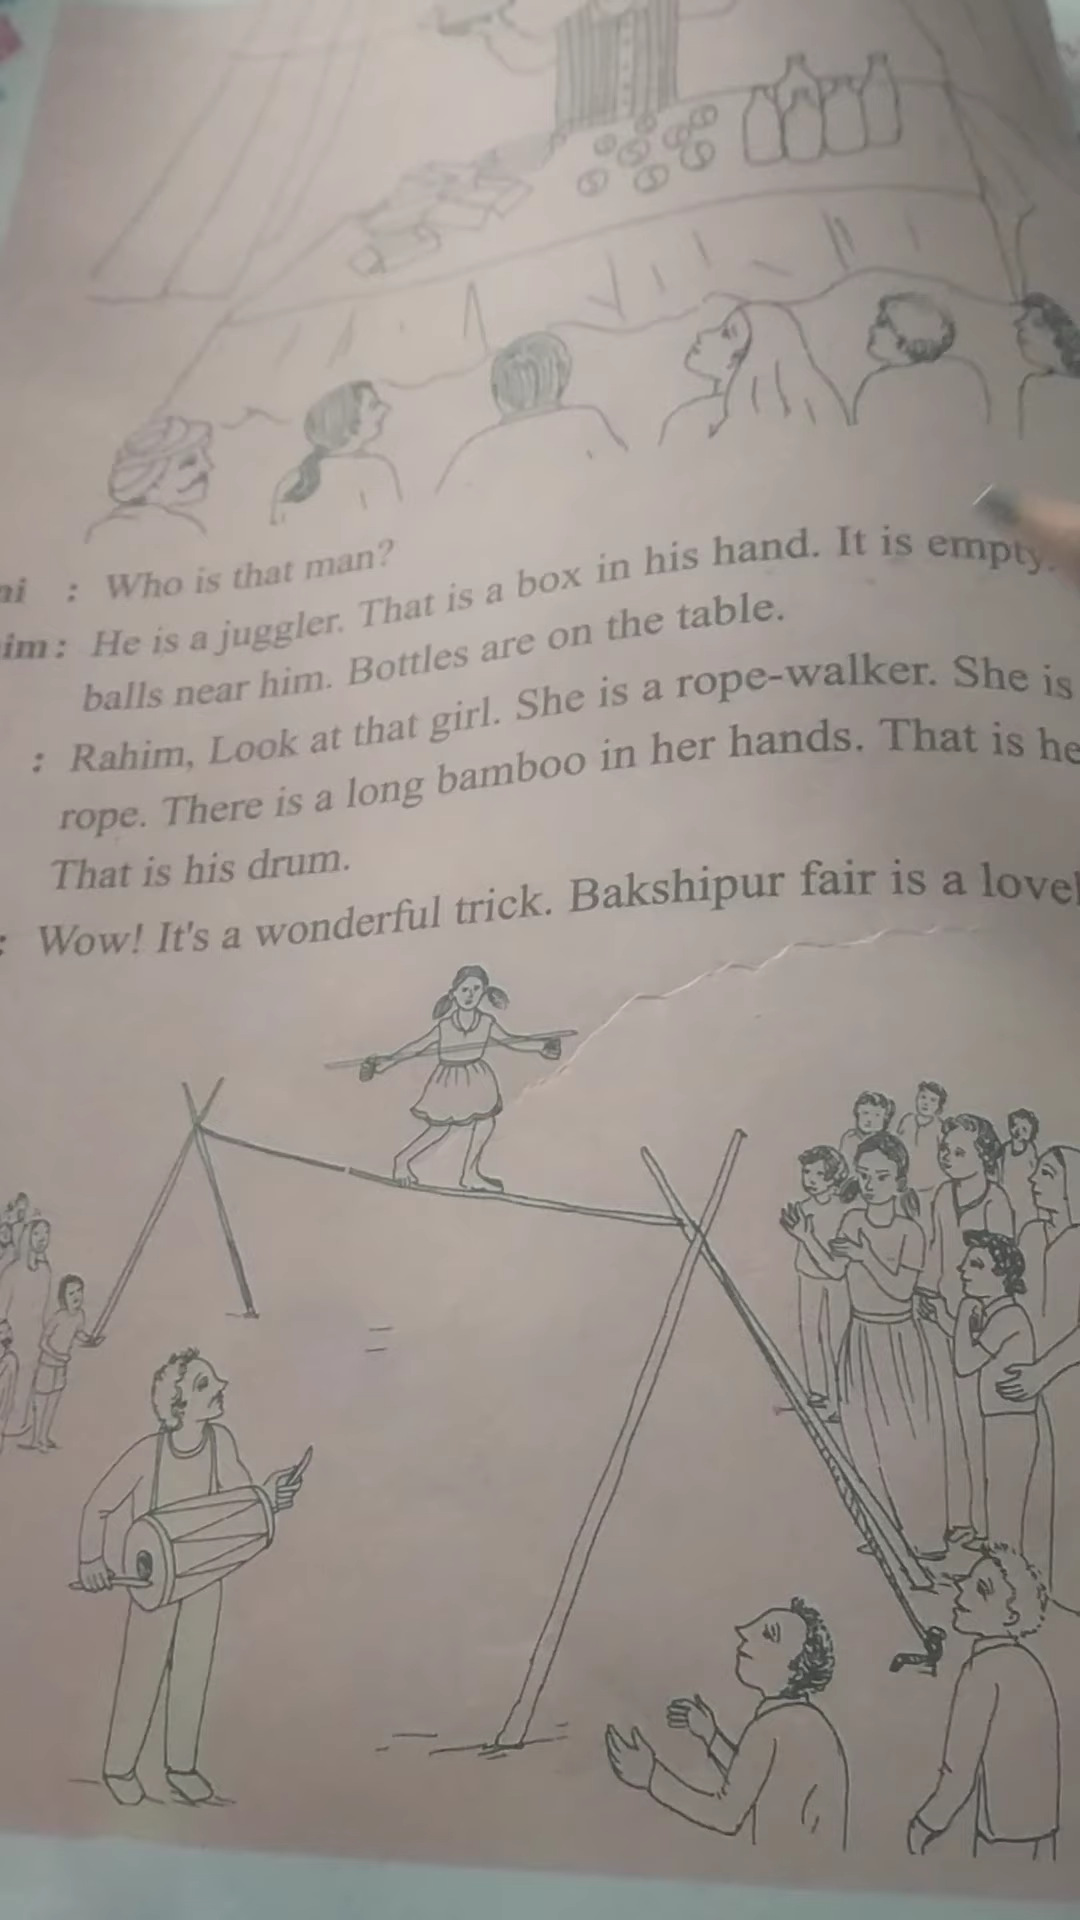 ni : Who is that man?
im: He is a juggler. That is a box in his hand. It is empty.
balls near him. Bottles are on the table.
: Rahim, Look at that girl. She is a rope-walker. She is
rope. There is a long bamboo in her hands. That is he
That is his drum.
: Wow! It's a wonderful trick. Bakshipur fair is a lovel